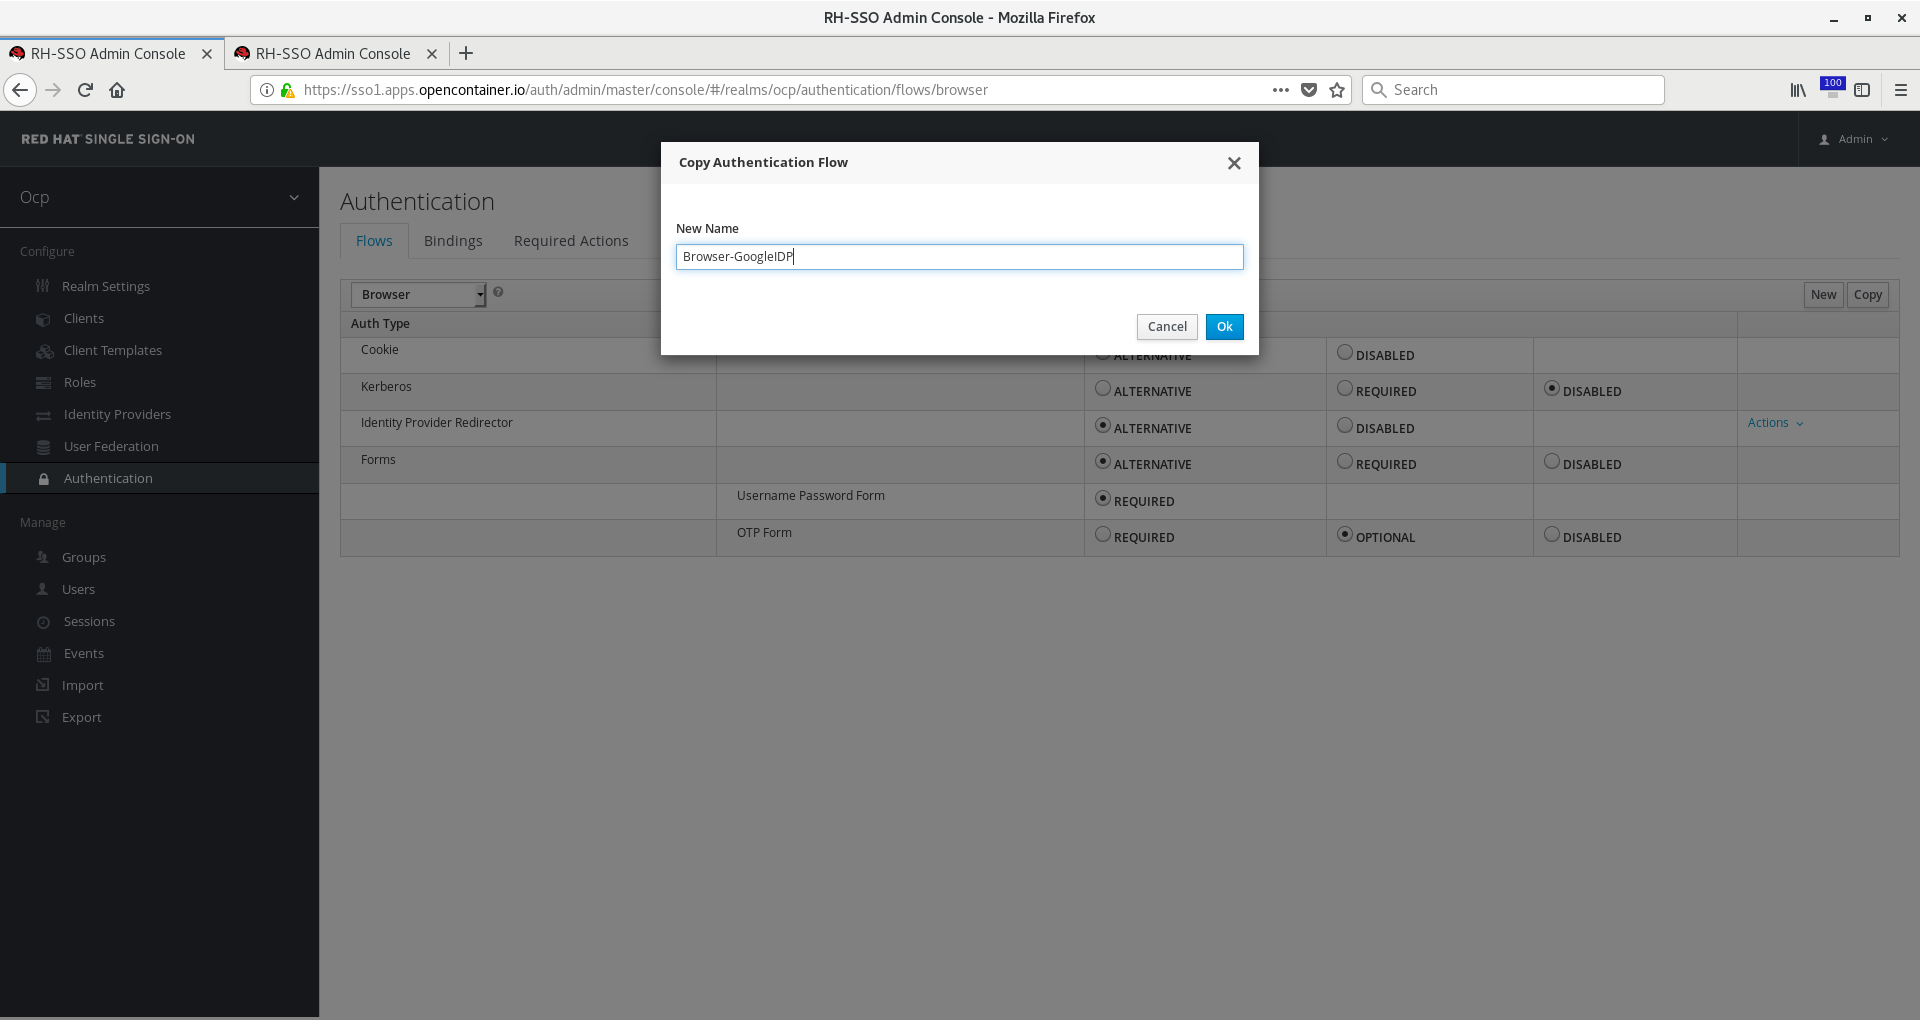 RH-SSO Admin Console - Mozilla Firefox
RH-SSO Admin Console
RH-SSO Admin Console
https://sso1.apps.opencontainer.io/auth/admin/master/console/#/realms/ocp/authentication/flows/browser
Search
100
RED HAT SINGLE SIGN-ON
Admin
Ocp
Configure
Realm Settings
Clients
Client Templates
Roles
Identity Providers
User Federation
Authentication
Manage
Groups
Users
Sessions
Events
Import
Export
Authentication
Flows Bindings Required Actions
Browser
New Copy
Auth Type
Cookie ALTERNATIVE DISABLED
Kerberos ALTERNATIVE REQUIRED DISABLED
Identity Provider Redirector ALTERNATIVE DISABLED Actions
Forms ALTERNATIVE REQUIRED DISABLED
Username Password Form REQUIRED
OTP Form REQUIRED OPTIONAL DISABLED
Copy Authentication Flow
New Name
Browser-GoogleIDP
Cancel Ok